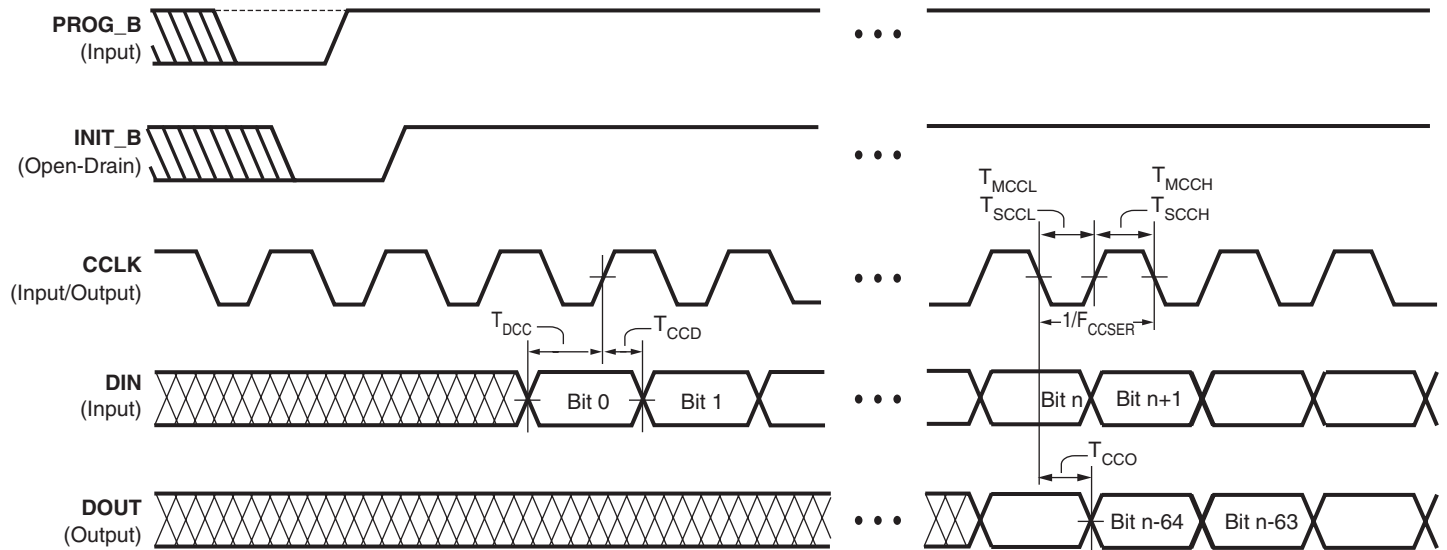 PROG_B
(Input)
INIT_B
(Open-Drain)
T_MCCL
T_SCCL
T_MCCH
T_SCCH
CCLK
(Input/Output)
1/F_CCSER
T_DCC
T_CCD
DIN
(Input)
Bit 0
Bit 1
Bit n
Bit n+1
T_CCO
DOUT
(Output)
Bit n-64
Bit n-63